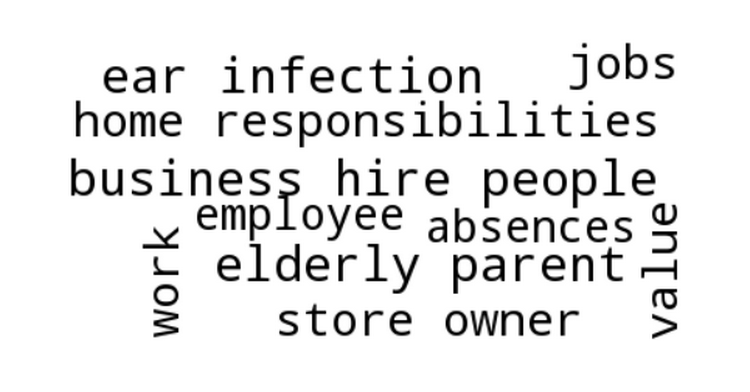 ear infection
jobs
home responsibilities
business hire people
employee
absences
value
work
elderly parent
store owner